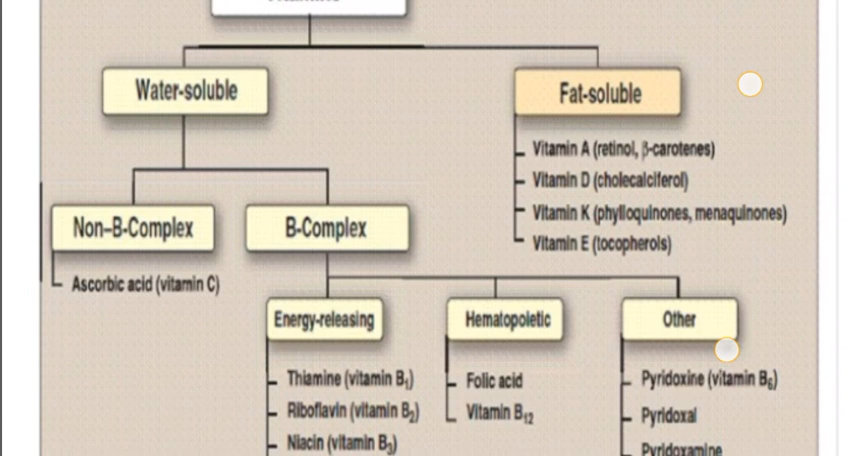 Water-soluble
Fat-soluble
Vitamin A (retinol, β-carotenes)
Vitamin D (cholecalciferol)
Vitamin K (phylloquinones, menaquinones)
Vitamin E (tocopherols)
Non–B-Complex
B-Complex
Ascorbic acid (vitamin C)
Energy-releasing
Hematopoietic
Other
Thiamine (vitamin B₁)
Riboflavin (vitamin B₂)
Niacin (vitamin B₃)
Folic acid
Vitamin B₁₂
Pyridoxine (vitamin B₆)
Pyridoxal
Pyridoxamine